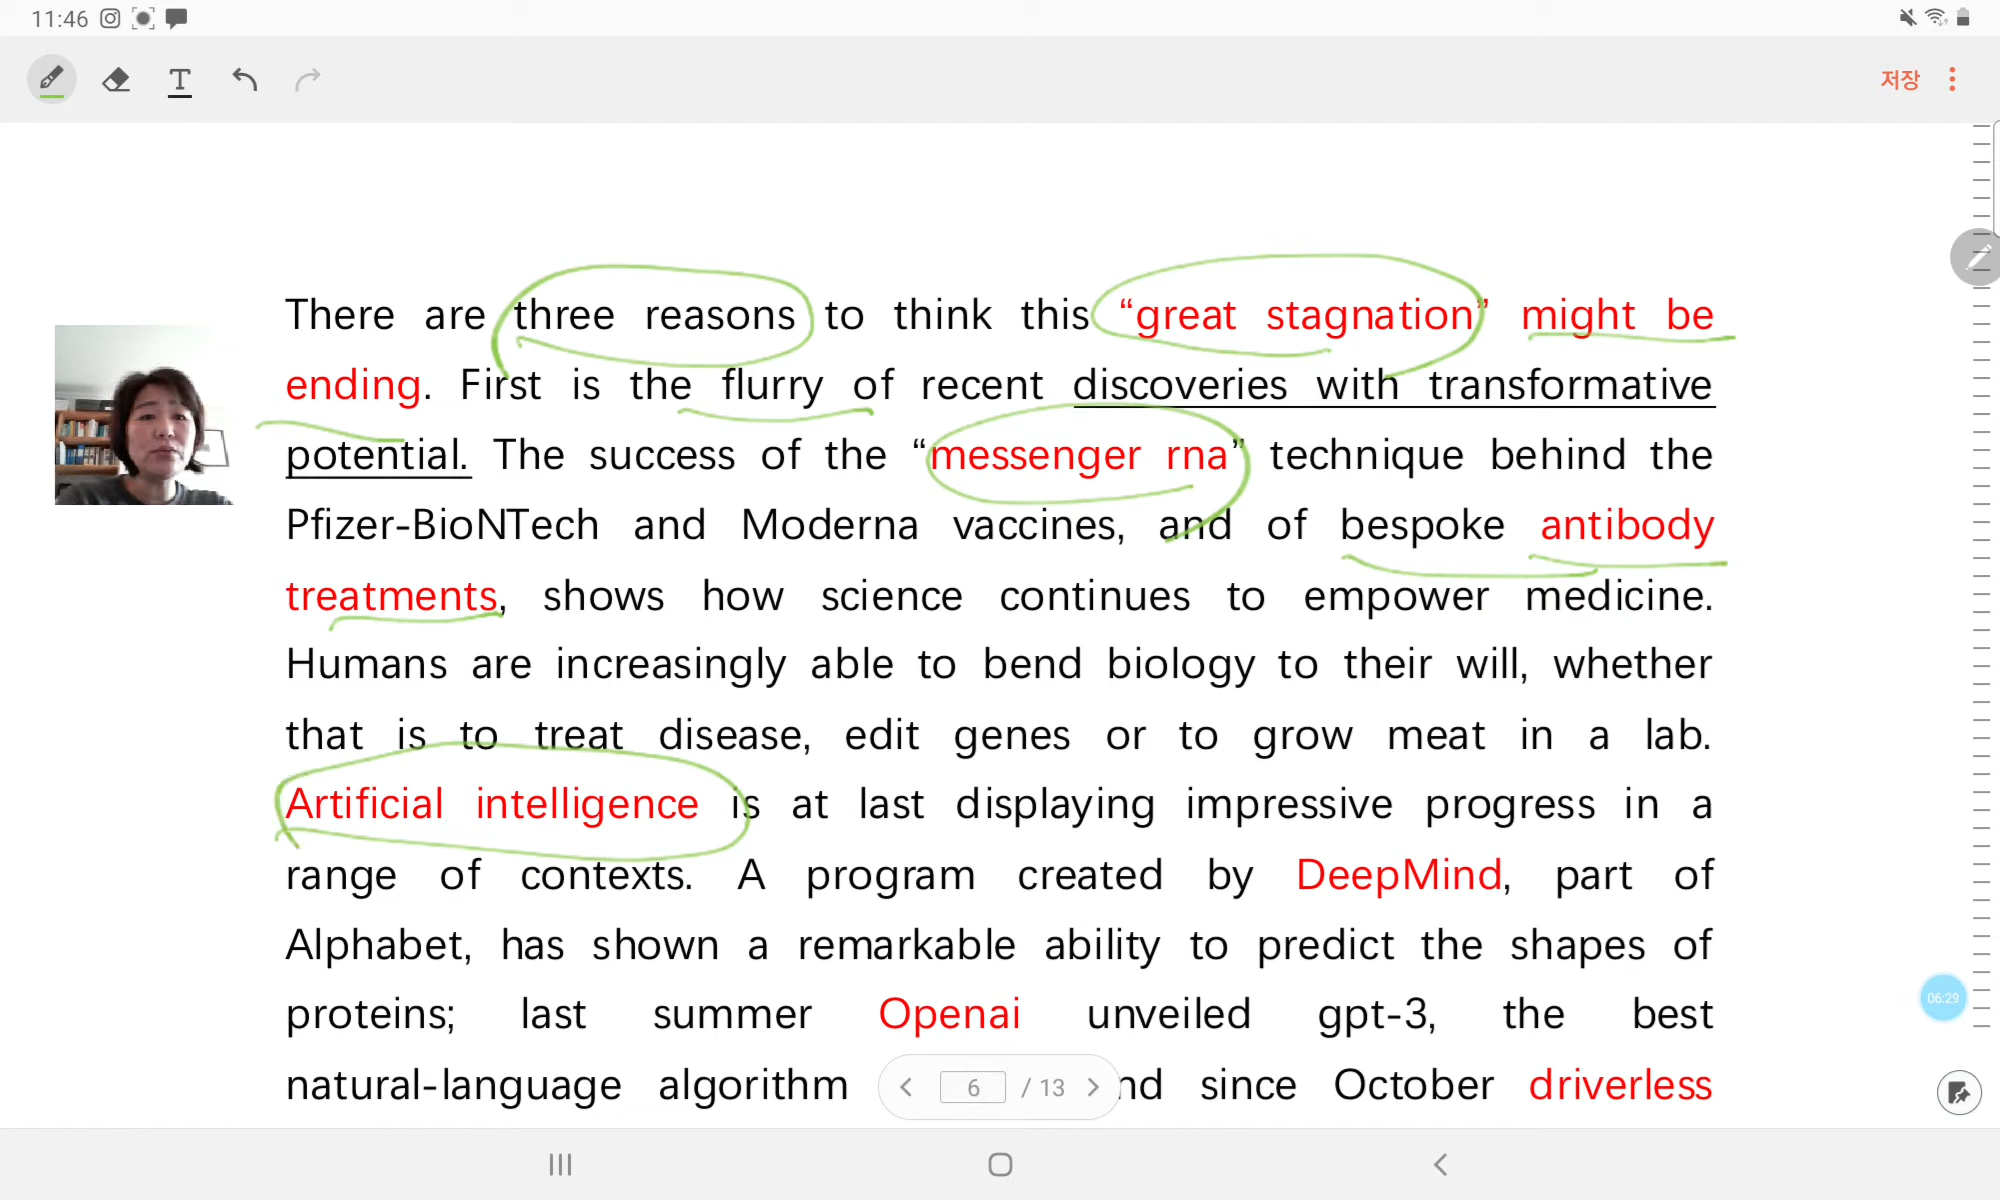 11:46
저장
There are three reasons to think this “great stagnation” might be
ending. First is the flurry of recent discoveries with transformative
potential. The success of the “messenger rna” technique behind the
Pfizer-BioNTech and Moderna vaccines, and of bespoke antibody
treatments, shows how science continues to empower medicine.
Humans are increasingly able to bend biology to their will, whether
that is to treat disease, edit genes or to grow meat in a lab.
Artificial intelligence is at last displaying impressive progress in a
range of contexts. A program created by DeepMind, part of
Alphabet, has shown a remarkable ability to predict the shapes of
proteins; last summer Openai unveiled gpt-3, the best
06:29
natural-language algorithm nd since October driverless
6 / 13